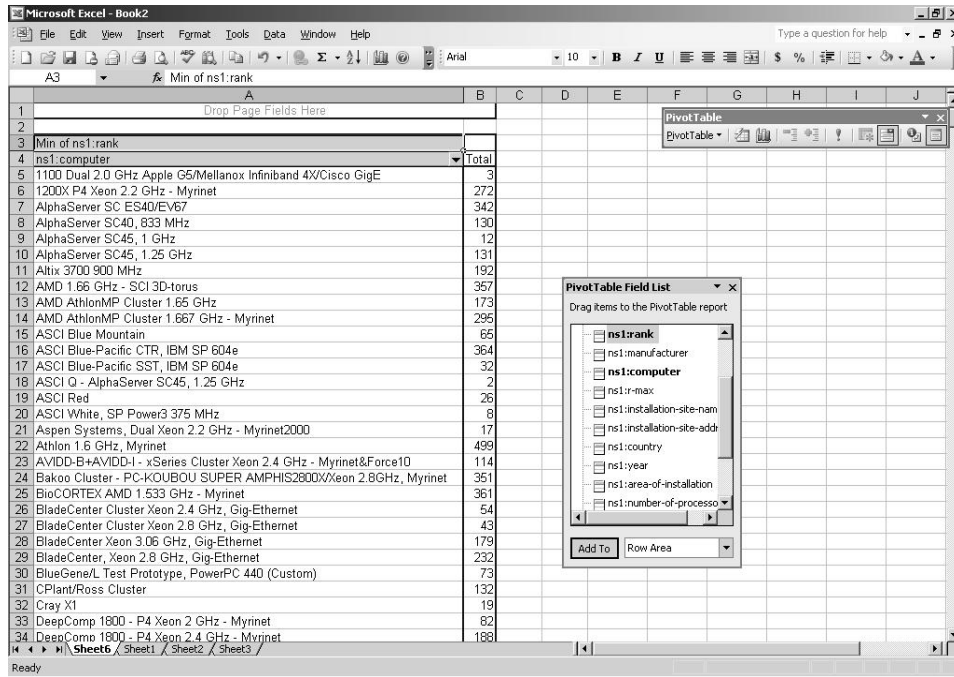 Microsoft Excel - Book2
File Edit View Insert Format Tools Data Window Help Type a question for help
Arial 10 B I U $ %
A3 fx Min of ns1:rank
A B C D E F G H I J
1 Drop Page Fields Here
2
3 Min of ns1:rank
4 ns1:computer Total
5 1100 Dual 2.0 GHz Apple G5/Mellanox Infiniband 4X/Cisco GigE 3
6 1200X P4 Xeon 2.2 GHz - Myrinet 272
7 AlphaServer SC ES40/EV67 342
8 AlphaServer SC40, 833 MHz 130
9 AlphaServer SC45, 1 GHz 12
10 AlphaServer SC45, 1.25 GHz 131
11 Altix 3700 900 MHz 192
12 AMD 1.66 GHz - SCI 3D-torus 357
13 AMD AthlonMP Cluster 1.65 GHz 173
14 AMD AthlonMP Cluster 1.667 GHz - Myrinet 295
15 ASCI Blue Mountain 65
16 ASCI Blue-Pacific CTR, IBM SP 604e 364
17 ASCI Blue-Pacific SST, IBM SP 604e 32
18 ASCI Q - AlphaServer SC45, 1.25 GHz 2
19 ASCI Red 26
20 ASCI White, SP Power3 375 MHz 8
21 Aspen Systems, Dual Xeon 2.2 GHz - Myrinet2000 17
22 Athlon 1.6 GHz, Myrinet 499
23 AVIDD-B+AVIDD-I - xSeries Cluster Xeon 2.4 GHz - Myrinet&Force10 114
24 Bakoo Cluster - PC-KOUBOU SUPER AMPHIS2800X/Xeon 2.8GHz, Myrinet 351
25 BioCORTEX AMD 1.533 GHz - Myrinet 361
26 BladeCenter Cluster Xeon 2.4 GHz, Gig-Ethernet 54
27 BladeCenter Cluster Xeon 2.8 GHz, Gig-Ethernet 43
28 BladeCenter Xeon 3.06 GHz, Gig-Ethernet 179
29 BladeCenter, Xeon 2.8 GHz, Gig-Ethernet 232
30 BlueGene/L Test Prototype, PowerPC 440 (Custom) 73
31 CPlant/Ross Cluster 132
32 Cray X1 19
33 DeepComp 1800 - P4 Xeon 2 GHz - Myrinet 82
34 DeepComp 1800 - P4 Xeon 2.4 GHz - Myrinet 188
PivotTable
PivotTable
PivotTable Field List
Drag items to the PivotTable report
ns1:rank
ns1:manufacturer
ns1:computer
ns1:r-max
ns1:installation-site-nam
ns1:installation-site-addr
ns1:country
ns1:year
ns1:area-of-installation
ns1:number-of-processo
Add To Row Area
Sheet6 Sheet1 Sheet2 Sheet3
Ready